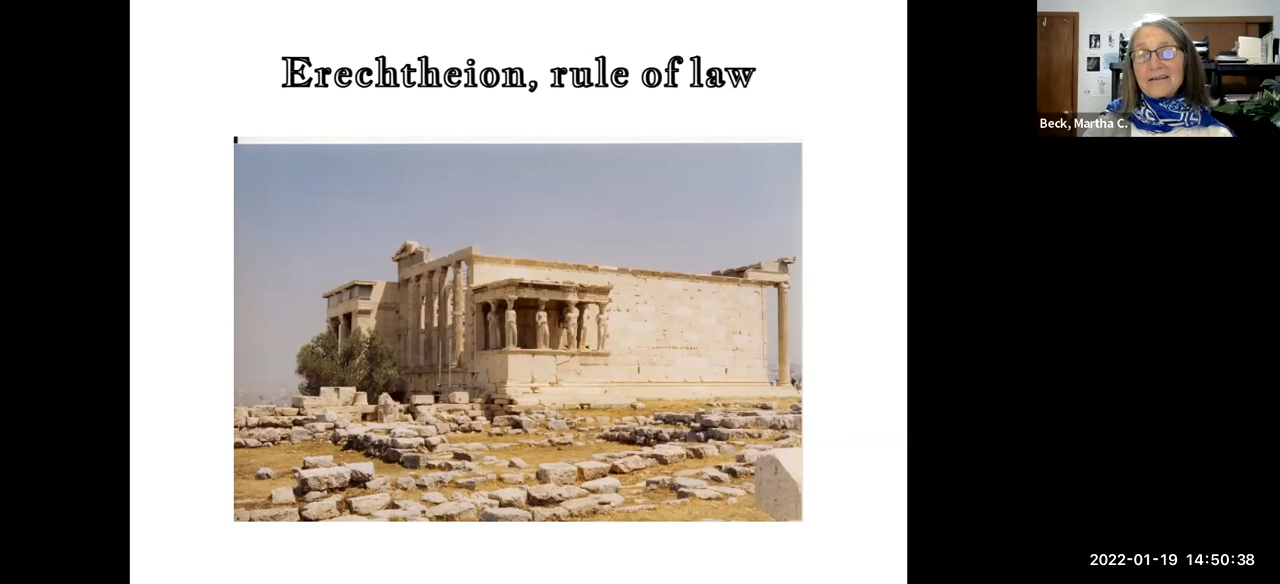 Erechtheion, rule of law
Beck, Martha C.
2022-01-19 14:50:38